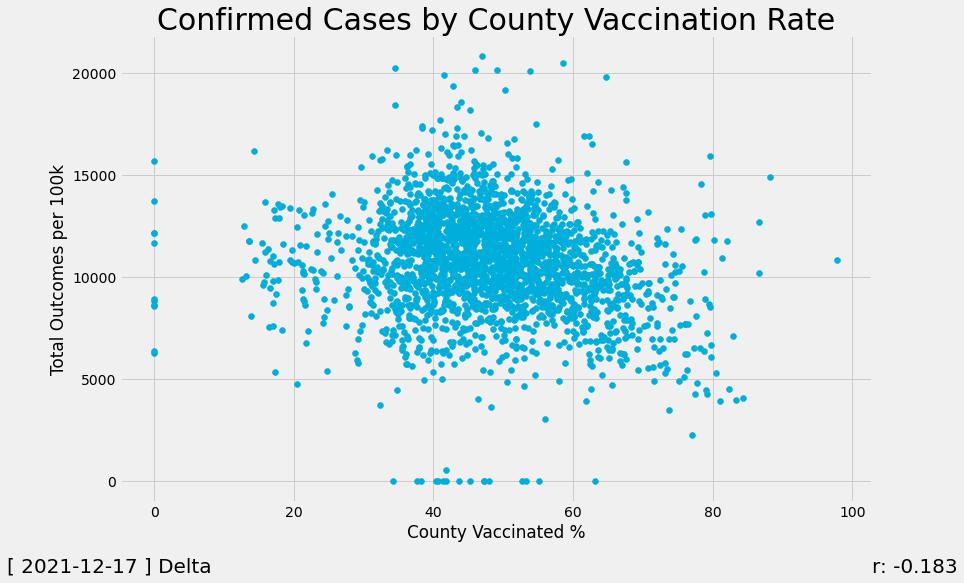 Confirmed Cases by County Vaccination Rate
Total Outcomes per 100k
20000
15000
10000
5000
0
0 20 40 60 80 100
County Vaccinated %
[ 2021-12-17 ] Delta
r: -0.183